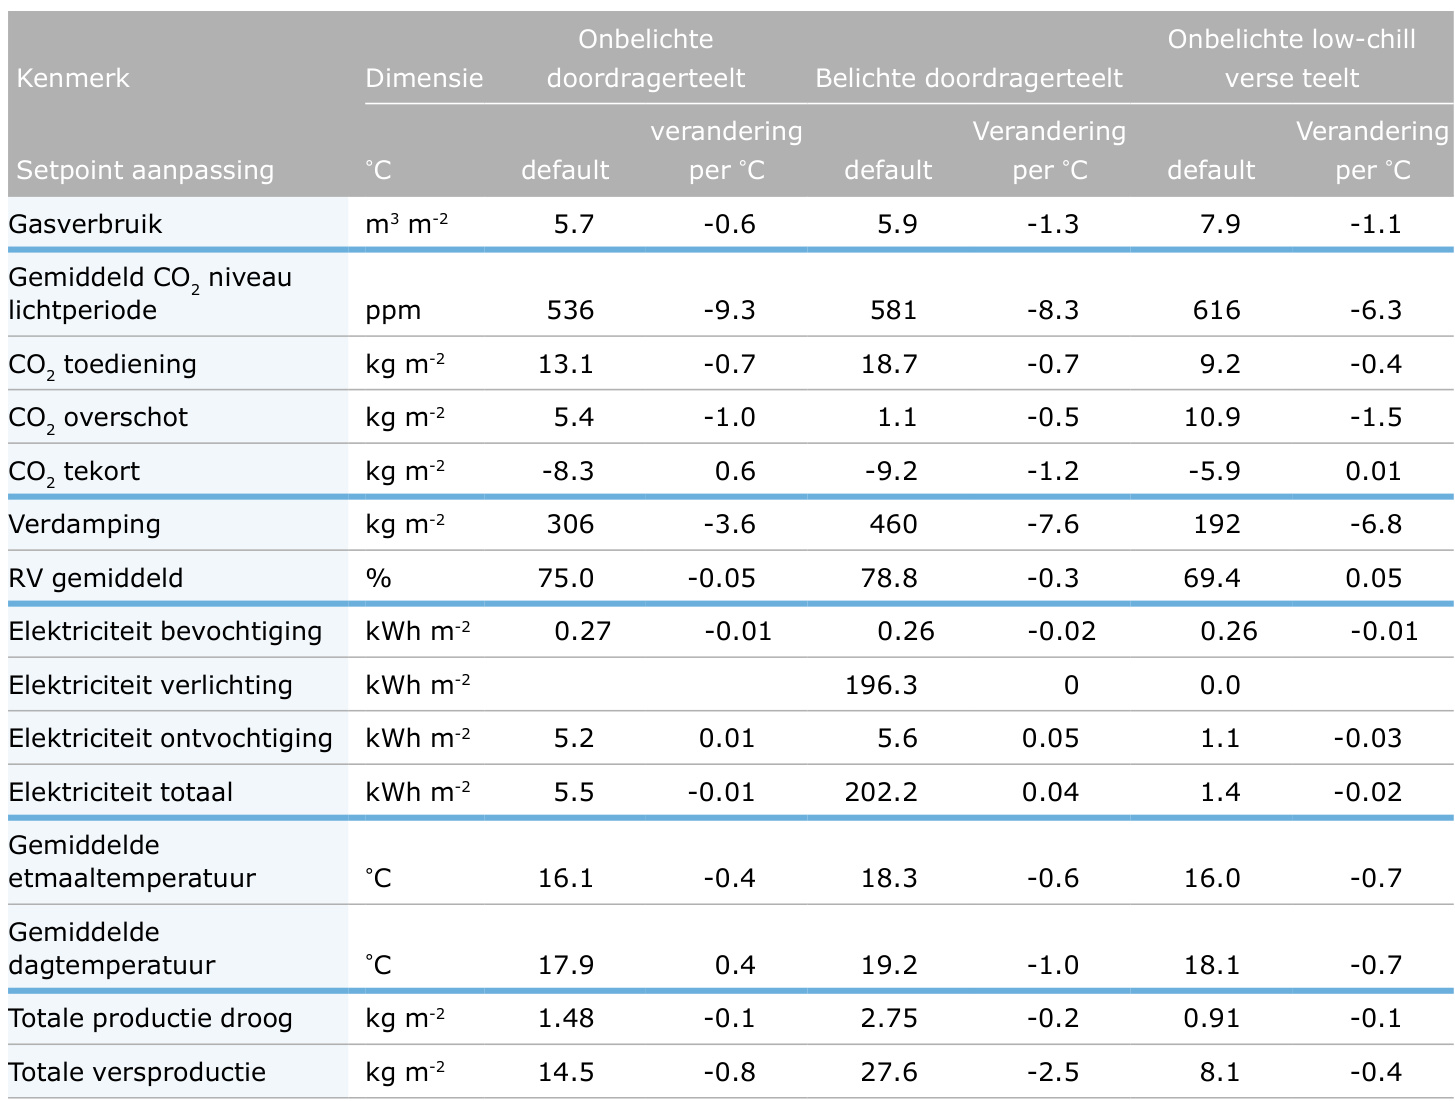 Onbelichte Onbelichte low-chill
Kenmerk Dimensie doordragerteelt Belichte doordragerteelt verse teelt
verandering Verandering Verandering
Setpoint aanpassing °C default per °C default per °C default per °C
Gasverbruik m³ m⁻² 5.7 -0.6 5.9 -1.3 7.9 -1.1
Gemiddeld CO₂ niveau
lichtperiode ppm 536 -9.3 581 -8.3 616 -6.3
CO₂ toediening kg m⁻² 13.1 -0.7 18.7 -0.7 9.2 -0.4
CO₂ overschot kg m⁻² 5.4 -1.0 1.1 -0.5 10.9 -1.5
CO₂ tekort kg m⁻² -8.3 0.6 -9.2 -1.2 -5.9 0.01
Verdamping kg m⁻² 306 -3.6 460 -7.6 192 -6.8
RV gemiddeld % 75.0 -0.05 78.8 -0.3 69.4 0.05
Elektriciteit bevochtiging kWh m⁻² 0.27 -0.01 0.26 -0.02 0.26 -0.01
Elektriciteit verlichting kWh m⁻² 196.3 0 0.0
Elektriciteit ontvochtiging kWh m⁻² 5.2 0.01 5.6 0.05 1.1 -0.03
Elektriciteit totaal kWh m⁻² 5.5 -0.01 202.2 0.04 1.4 -0.02
Gemiddelde
etmaaltemperatuur °C 16.1 -0.4 18.3 -0.6 16.0 -0.7
Gemiddelde
dagtemperatuur °C 17.9 0.4 19.2 -1.0 18.1 -0.7
Totale productie droog kg m⁻² 1.48 -0.1 2.75 -0.2 0.91 -0.1
Totale versproductie kg m⁻² 14.5 -0.8 27.6 -2.5 8.1 -0.4